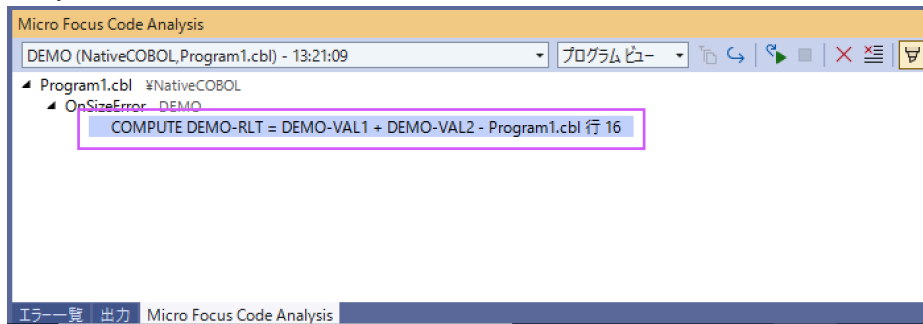 Micro Focus Code Analysis
DEMO (NativeCOBOL,Program1.cbl) - 13:21:09 プログラム ビュー
Program1.cbl ¥NativeCOBOL
OnSizeError DEMO
COMPUTE DEMO-RLT = DEMO-VAL1 + DEMO-VAL2 - Program1.cbl 行 16
エラー一覧 出力 Micro Focus Code Analysis